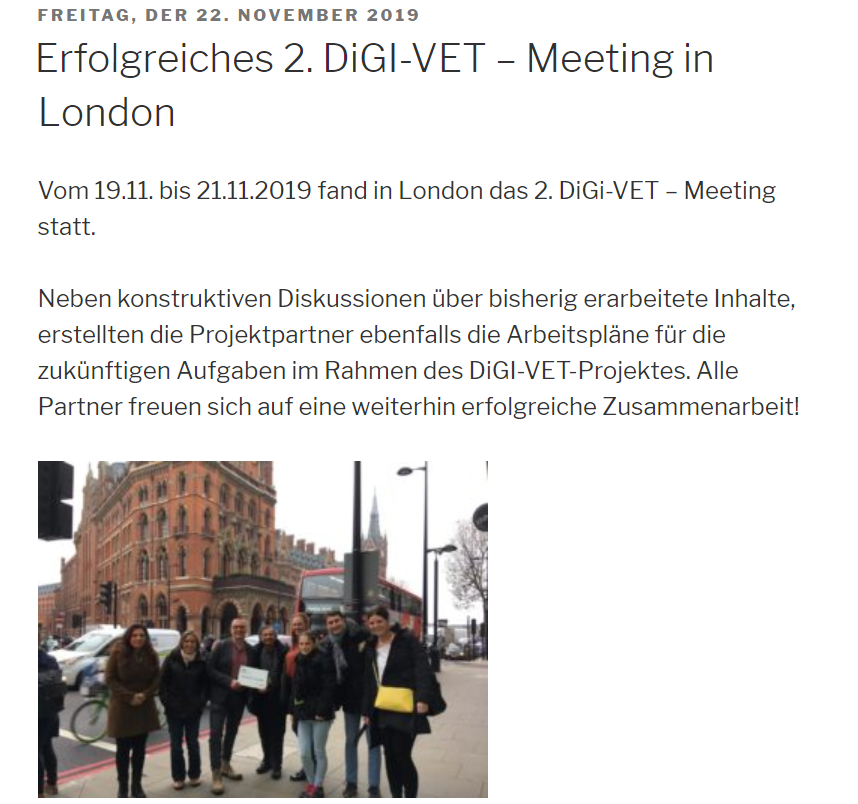 FREITAG, DER 22. NOVEMBER 2019
Erfolgreiches 2. DiGI-VET – Meeting in
London
Vom 19.11. bis 21.11.2019 fand in London das 2. DiGi-VET – Meeting
statt.
Neben konstruktiven Diskussionen über bisherig erarbeitete Inhalte,
erstellten die Projektpartner ebenfalls die Arbeitspläne für die
zukünftigen Aufgaben im Rahmen des DiGI-VET-Projektes. Alle
Partner freuen sich auf eine weiterhin erfolgreiche Zusammenarbeit!